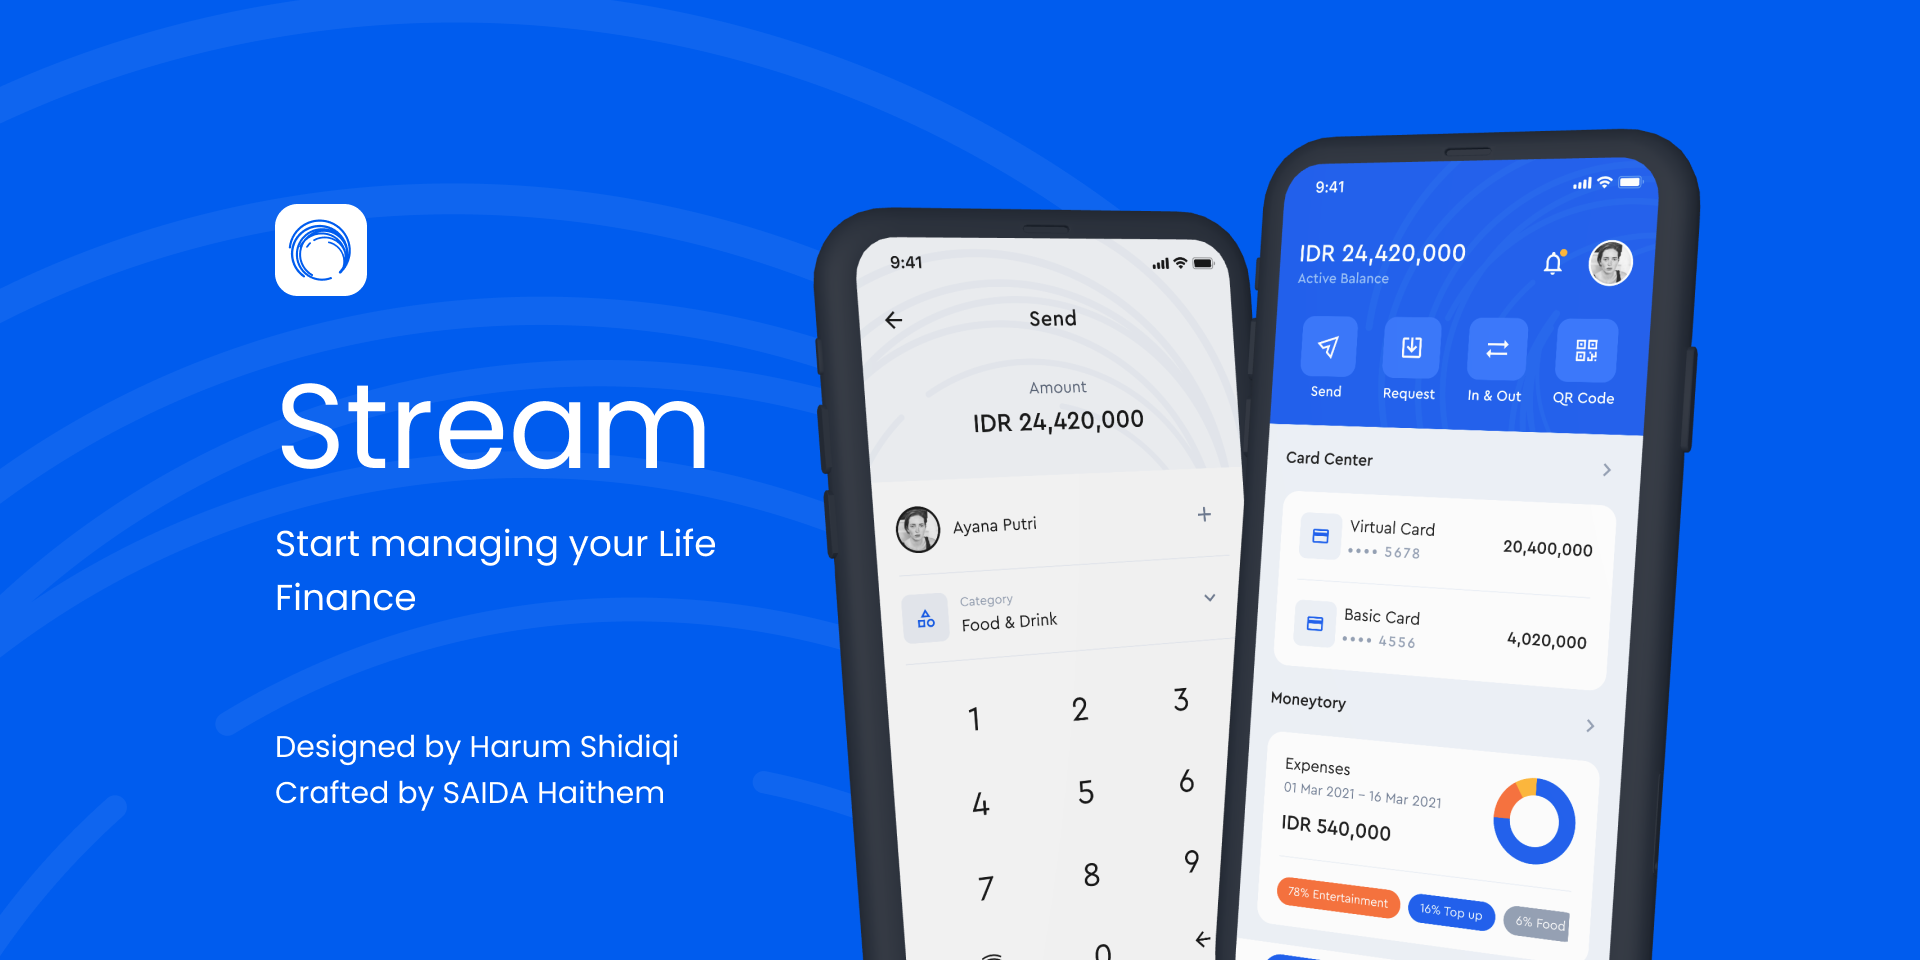 Stream
Start managing your Life
Finance
Designed by Harum Shidiqi
Crafted by SAIDA Haithem
9:41
Send
Amount
IDR 24,420,000
Ayana Putri
Category
Food & Drink
1 2 3
4 5 6
7 8 9
0
9:41
IDR 24,420,000
Active Balance
Send Request In & Out QR Code
Card Center
Virtual Card
•••• 5678
20,400,000
Basic Card
•••• 4556
4,020,000
Moneytory
Expenses
01 Mar 2021 – 16 Mar 2021
IDR 540,000
78% Entertainment 16% Top up 6% Food